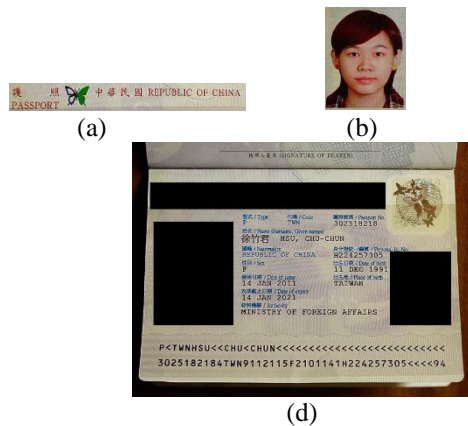 護 照 中華民國 REPUBLIC OF CHINA
PASSPORT
(a)
(b)
持照人簽名 /SIGNATURE OF BEARER
型式 / Type 代碼 / Code 護照號碼 / Passport No.
P TWN 302518218
姓名 / Name (Surname, Given names)
徐竹君 HSU, CHU-CHUN
國籍 / Nationality 身分證統一編號 / Personal Id. No.
REPUBLIC OF CHINA H224257305
性別 / Sex 出生日期 / Date of birth
F 11 DEC 1991
發照日期 / Date of issue 出生地 / Place of birth
14 JAN 2011 TAIWAN
效期截止日期 / Date of expiry
14 JAN 2021
發照機關 / Authority
MINISTRY OF FOREIGN AFFAIRS
P<TWNHSU<<CHU<CHUN<<<<<<<<<<<<<<<<<<<<<<<<<<
3025182184TWN9112115F2101141H224257305<<<<94
(d)